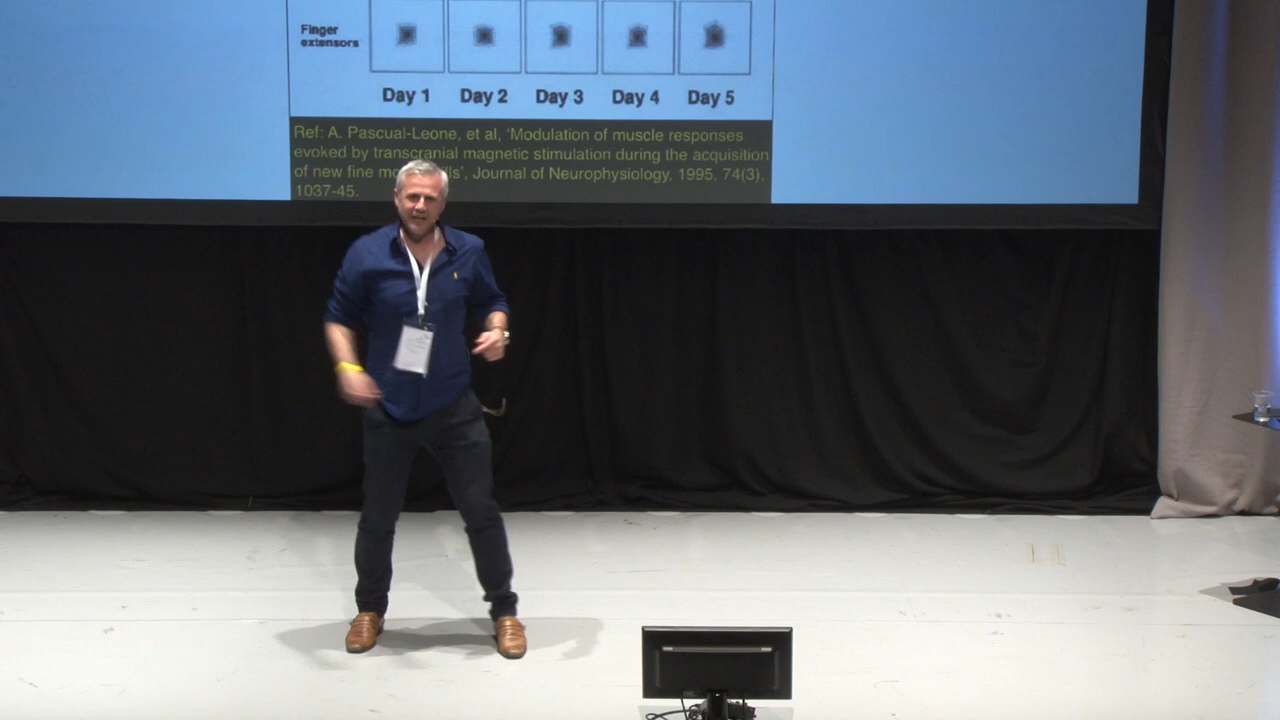 Finger
extensors
Day 1 Day 2 Day 3 Day 4 Day 5
Ref: A. Pascual-Leone, et al, ‘Modulation of muscle responses
evoked by transcranial magnetic stimulation during the acquisition
of new fine Journal of Neurophysiology, 1995, 74(3),
1037-45.